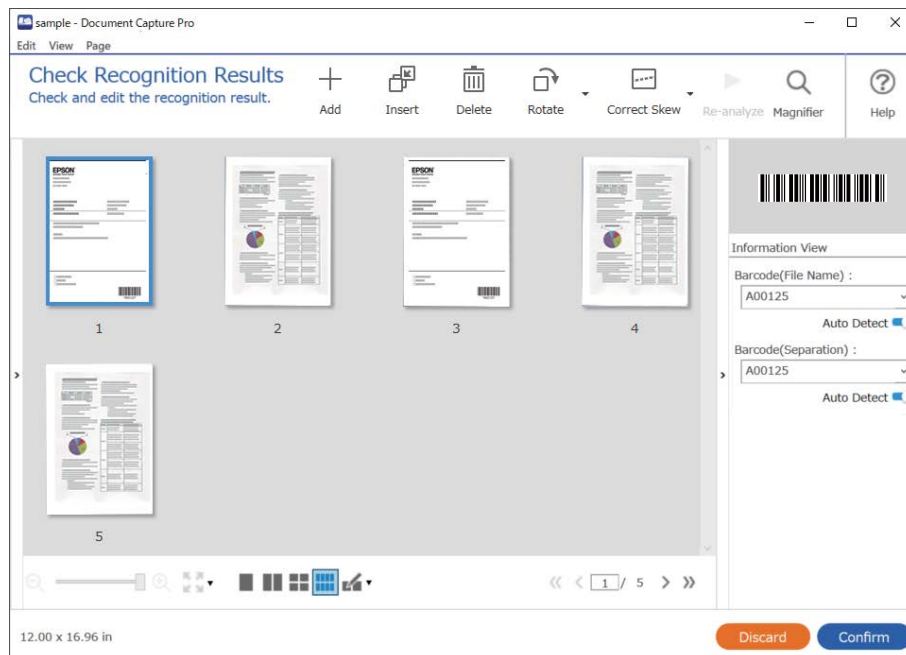 sample - Document Capture Pro
Edit View Page
Check Recognition Results
Check and edit the recognition result.
Add
Insert
Delete
Rotate
Correct Skew
Re-analyze
Magnifier
Help
EPSON
EPSON
1
2
3
4
5
Information View
Barcode(File Name) :
A00125
Auto Detect
Barcode(Separation) :
A00125
Auto Detect
1 / 5
12.00 x 16.96 in
Discard
Confirm